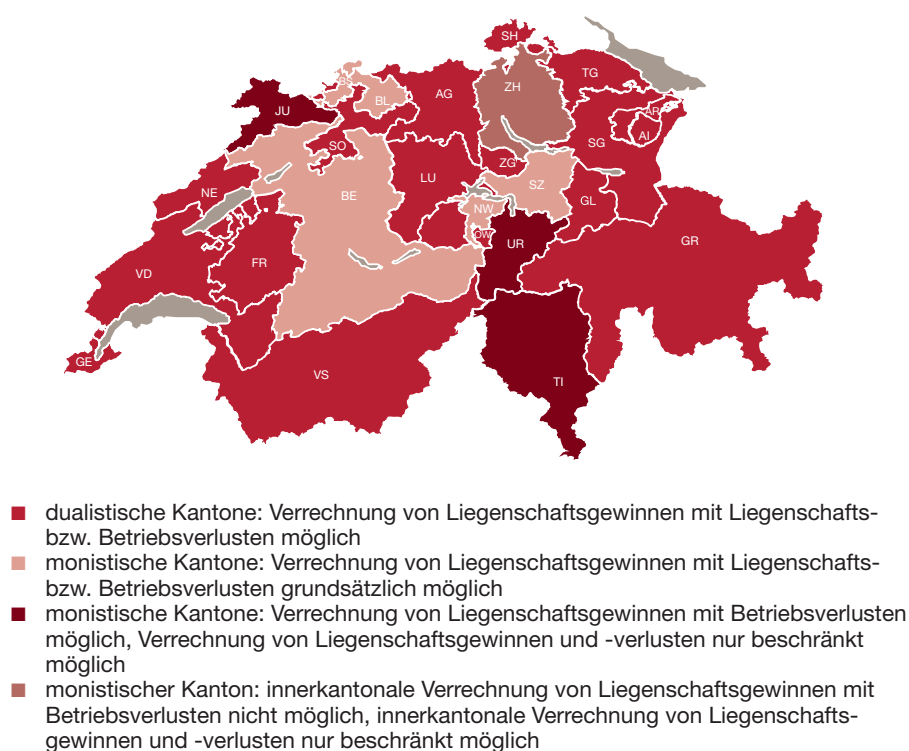 SH
TG
ZH
AG
BS
BL
JU
AR
AI
SG
SO
ZG
LU
SZ
BE
NE
NW
GL
OW
UR
GR
FR
VD
GE
VS
TI
dualistische Kantone: Verrechnung von Liegenschaftsgewinnen mit Liegenschafts-
bzw. Betriebsverlusten möglich
monistische Kantone: Verrechnung von Liegenschaftsgewinnen mit Liegenschafts-
bzw. Betriebsverlusten grundsätzlich möglich
monistische Kantone: Verrechnung von Liegenschaftsgewinnen mit Betriebsverlusten
möglich, Verrechnung von Liegenschaftsgewinnen und -verlusten nur beschränkt
möglich
monistischer Kanton: innerkantonale Verrechnung von Liegenschaftsgewinnen mit
Betriebsverlusten nicht möglich, innerkantonale Verrechnung von Liegenschafts-
gewinnen und -verlusten nur beschränkt möglich